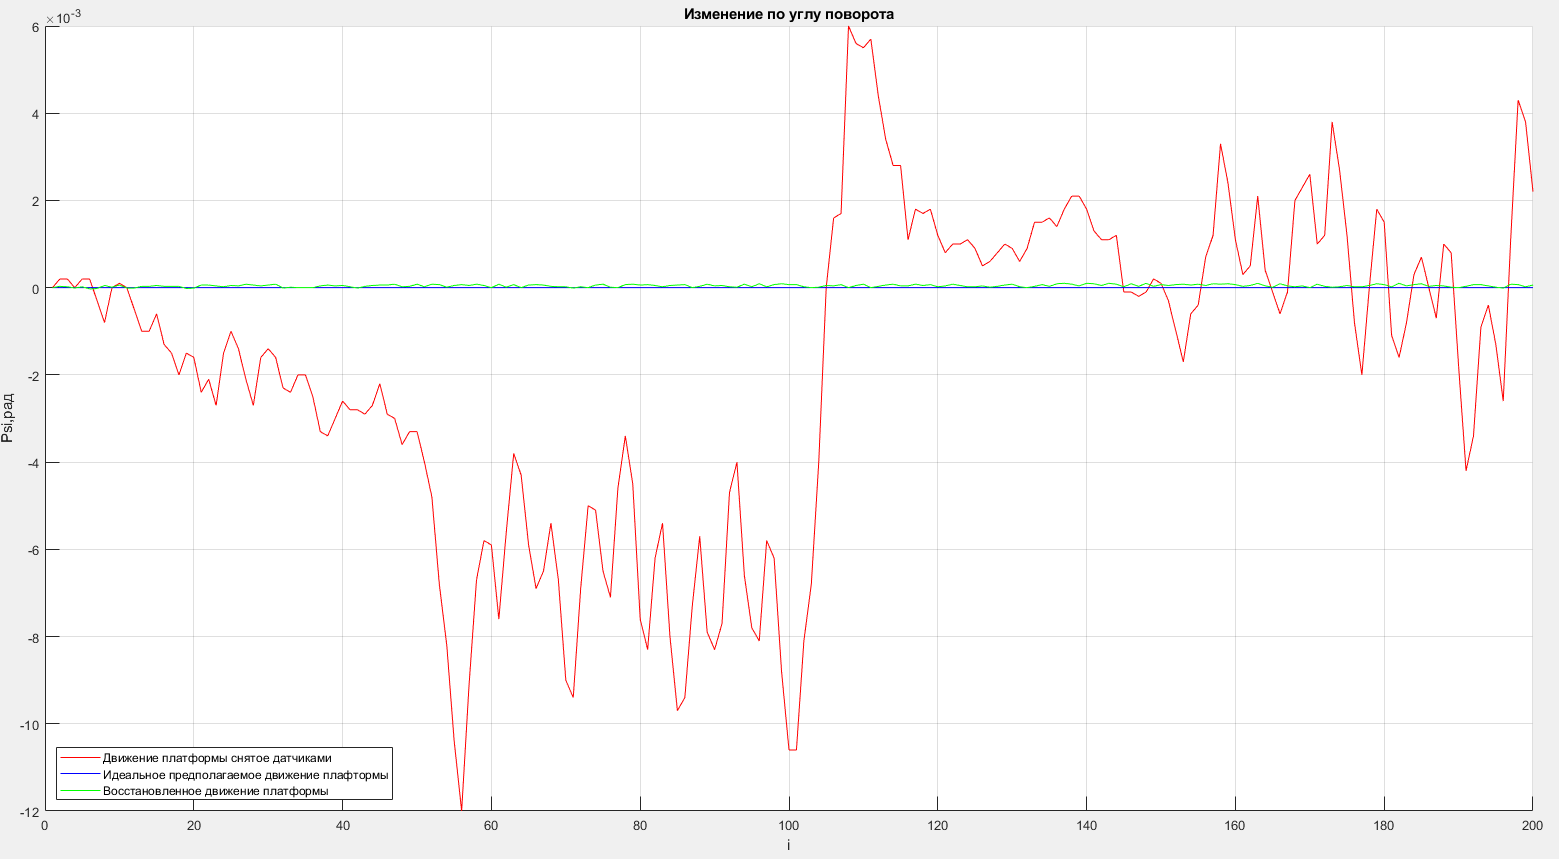 Изменение по углу поворота
×10⁻³
6
4
2
0
-2
-4
-6
-8
-10
-12
Psi,рад
Движение платформы снятое датчиками
Идеальное предполагаемое движение плафтормы
Восстановленное движение платформы
0 20 40 60 80 100 120 140 160 180 200
i